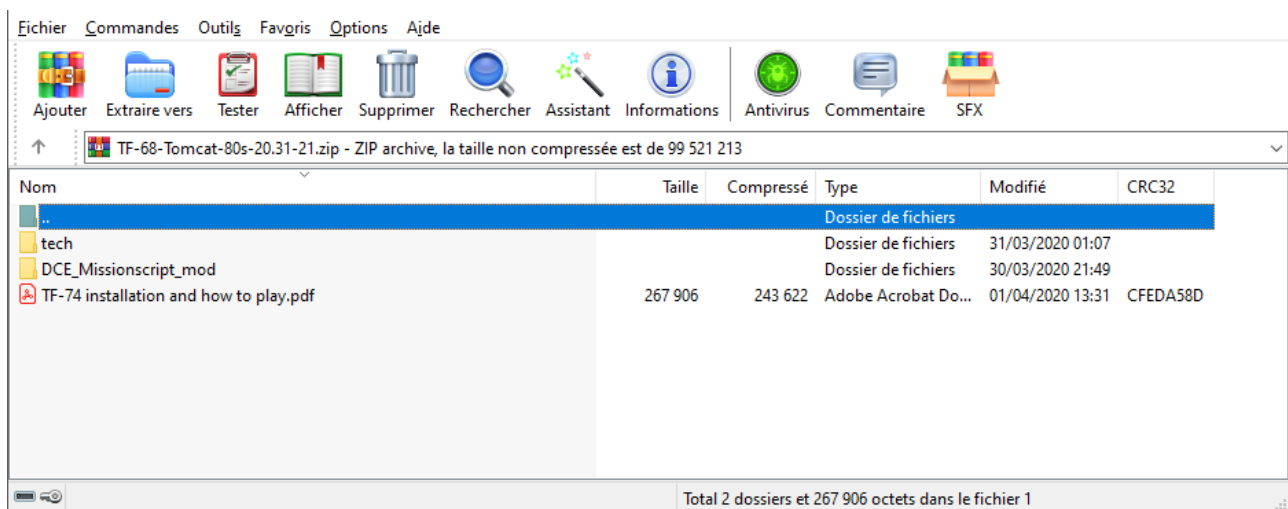 Fichier Commandes Outils Favoris Options Aide
Ajouter Extraire vers Tester Afficher Supprimer Rechercher Assistant Informations Antivirus Commentaire SFX
TF-68-Tomcat-80s-20.31-21.zip - ZIP archive, la taille non compressée est de 99 521 213
Nom Taille Compressé Type Modifié CRC32
.. Dossier de fichiers
tech Dossier de fichiers 31/03/2020 01:07
DCE_Missionscript_mod Dossier de fichiers 30/03/2020 21:49
TF-74 installation and how to play.pdf 267 906 243 622 Adobe Acrobat Do... 01/04/2020 13:31 CFEDA58D
Total 2 dossiers et 267 906 octets dans le fichier 1